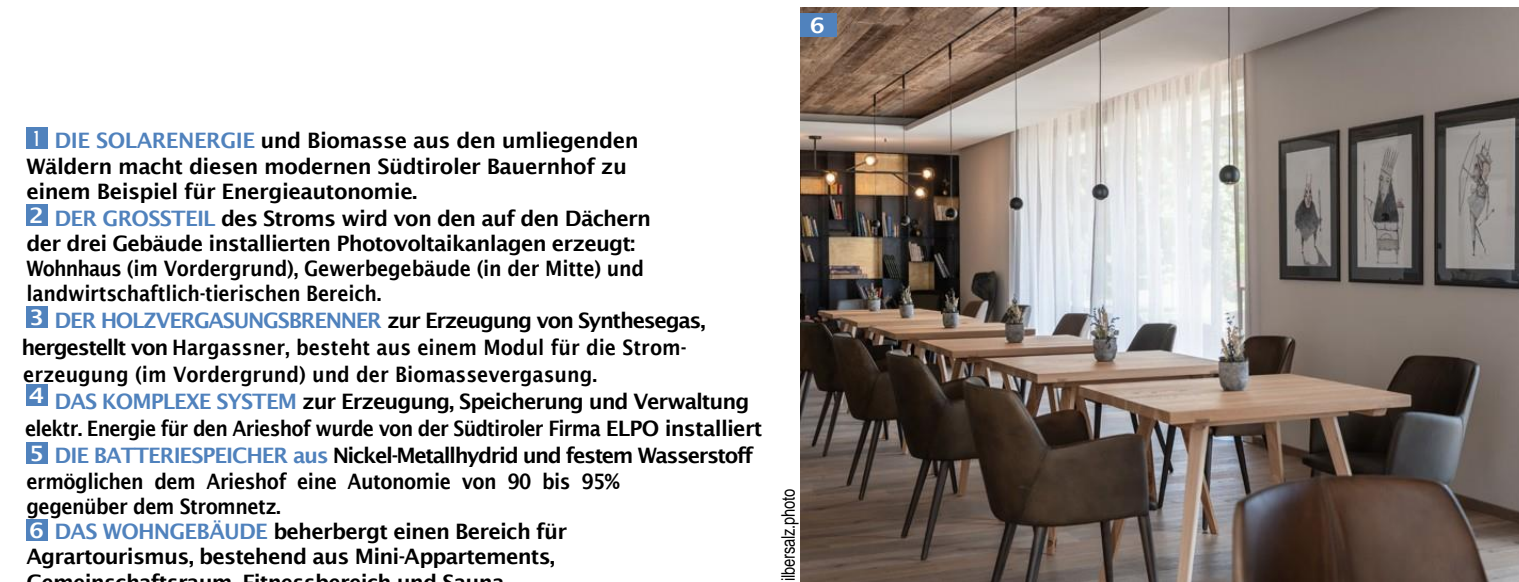 1 DIE SOLARENERGIE und Biomasse aus den umliegenden
Wäldern macht diesen modernen Südtiroler Bauernhof zu
einem Beispiel für Energieautonomie.
2 DER GROSSTEIL des Stroms wird von den auf den Dächern
der drei Gebäude installierten Photovoltaikanlagen erzeugt:
Wohnhaus (im Vordergrund), Gewerbegebäude (in der Mitte) und
landwirtschaftlich-tierischen Bereich.
3 DER HOLZVERGASUNGSBRENNER zur Erzeugung von Synthesegas,
hergestellt von Hargassner, besteht aus einem Modul für die Strom-
erzeugung (im Vordergrund) und der Biomassevergasung.
4 DAS KOMPLEXE SYSTEM zur Erzeugung, Speicherung und Verwaltung
elektr. Energie für den Arieshof wurde von der Südtiroler Firma ELPO installiert
5 DIE BATTERIESPEICHER aus Nickel-Metallhydrid und festem Wasserstoff
ermöglichen dem Arieshof eine Autonomie von 90 bis 95%
gegenüber dem Stromnetz.
6 DAS WOHNGEBÄUDE beherbergt einen Bereich für
Agrartourismus, bestehend aus Mini-Appartements,
Gemeinschaftsraum, Fitnessbereich und Sauna
6
ilbersalz.photo